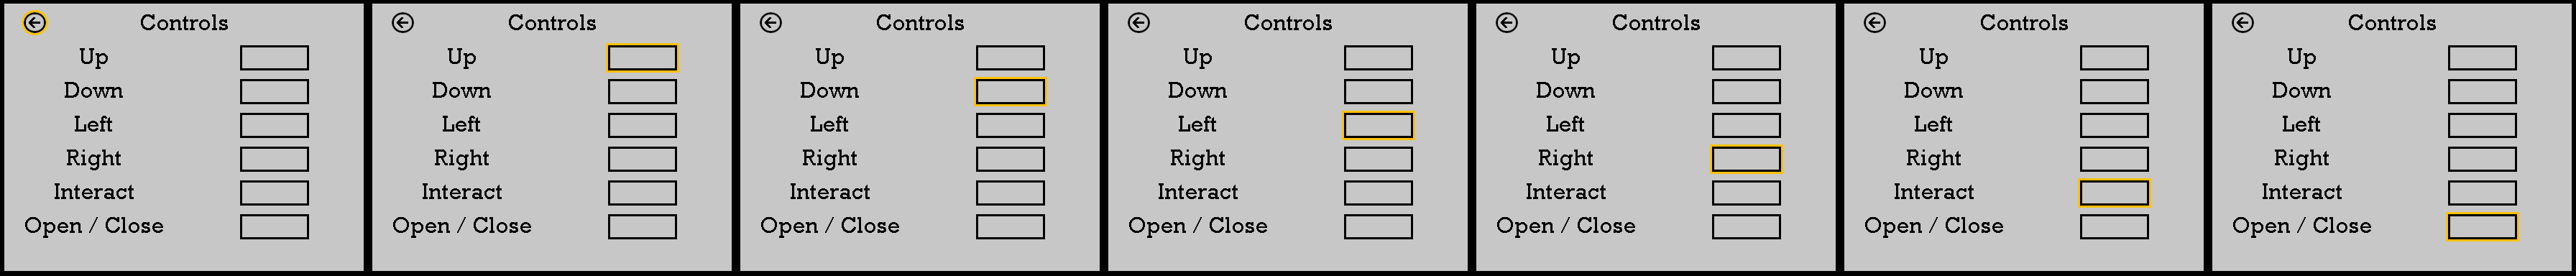 Controls
Up
Down
Left
Right
Interact
Open / Close
Controls
Up
Down
Left
Right
Interact
Open / Close
Controls
Up
Down
Left
Right
Interact
Open / Close
Controls
Up
Down
Left
Right
Interact
Open / Close
Controls
Up
Down
Left
Right
Interact
Open / Close
Controls
Up
Down
Left
Right
Interact
Open / Close
Controls
Up
Down
Left
Right
Interact
Open / Close